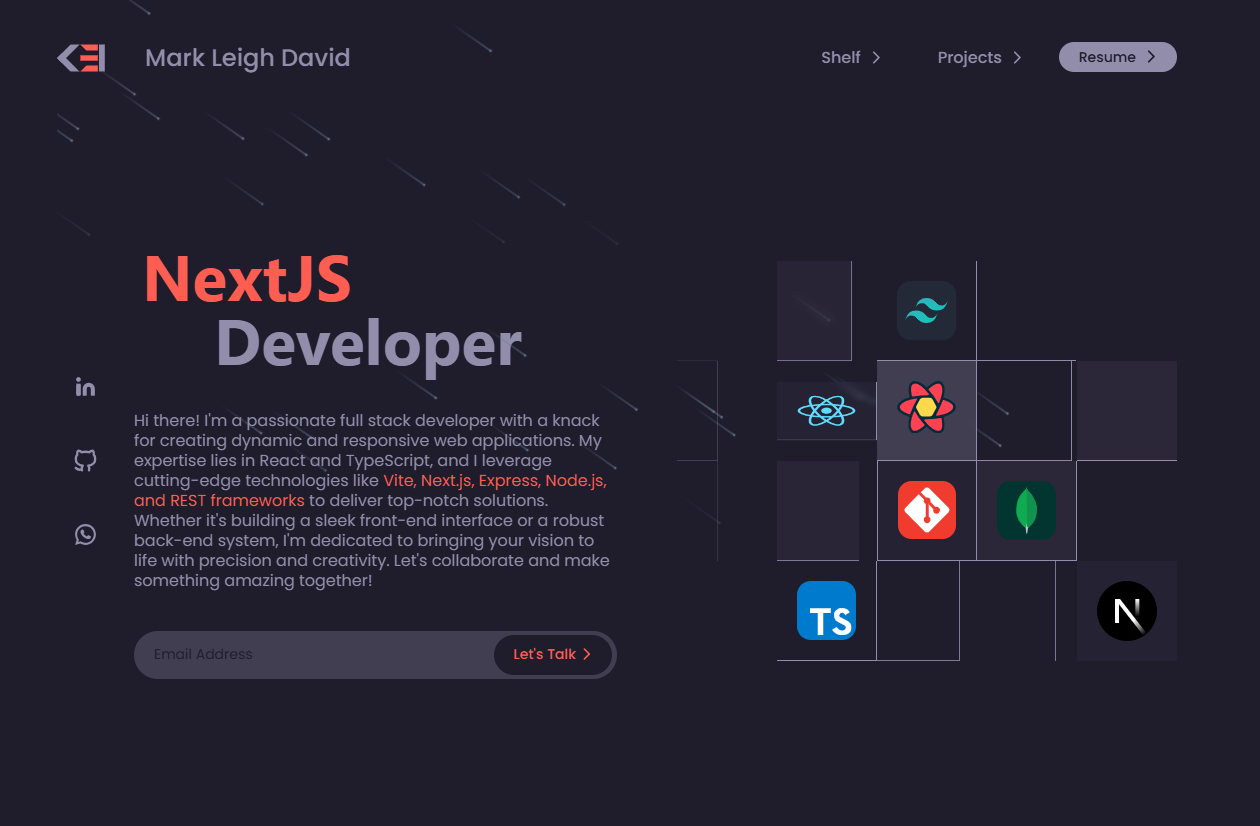 Mark Leigh David
Shelf
Projects
Resume
NextJS
Developer
Hi there! I'm a passionate full stack developer with a knack
for creating dynamic and responsive web applications. My
expertise lies in React and TypeScript, and I leverage
cutting-edge technologies like Vite, Next.js, Express, Node.js,
and REST frameworks to deliver top-notch solutions.
Whether it's building a sleek front-end interface or a robust
back-end system, I'm dedicated to bringing your vision to
life with precision and creativity. Let's collaborate and make
something amazing together!
Email Address
Let's Talk
in
TS
N